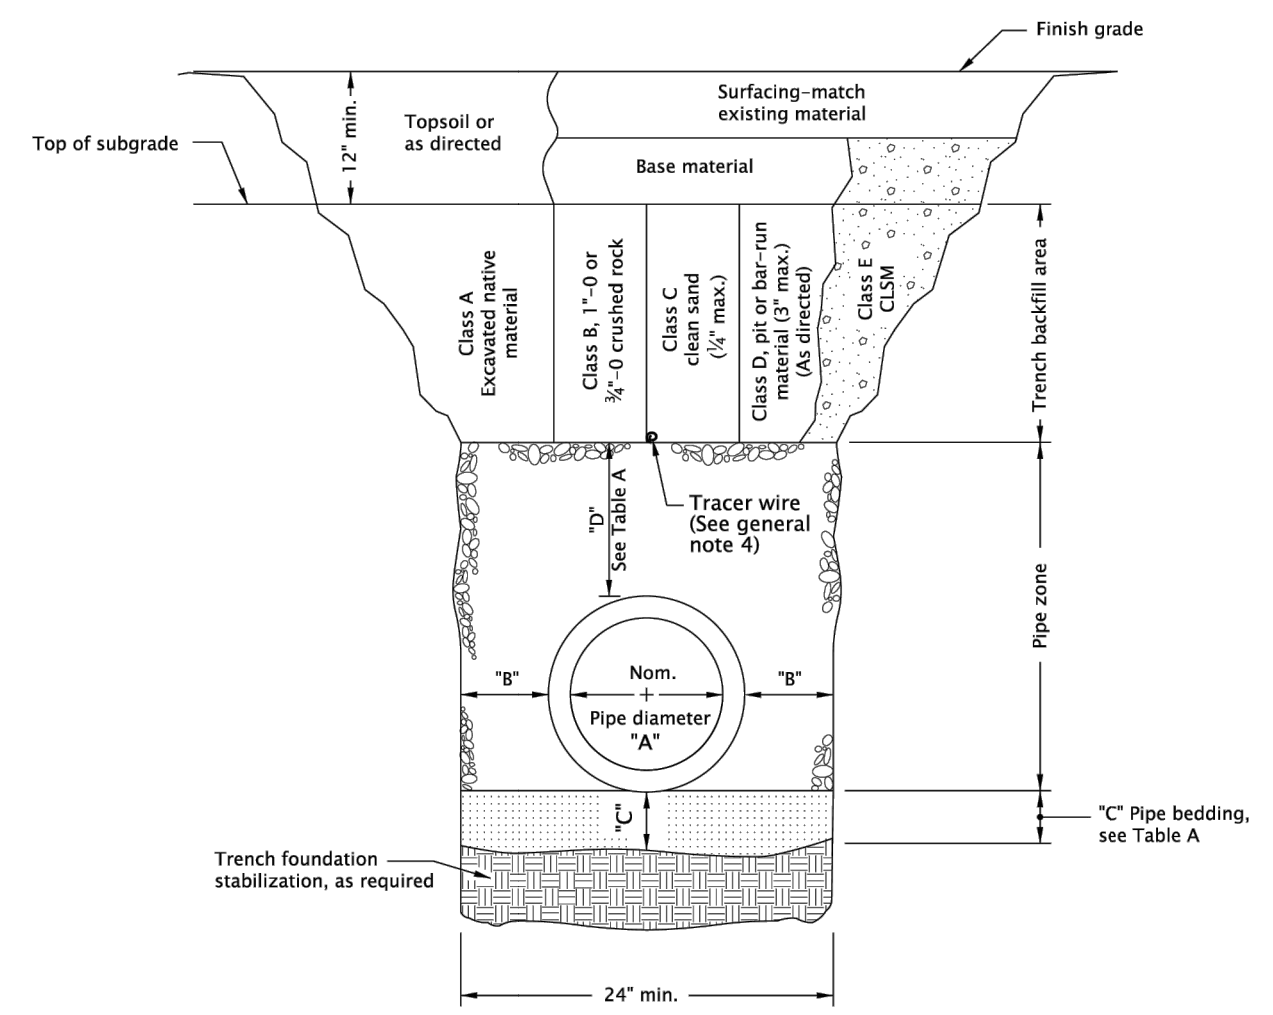 Finish grade
Surfacing-match
existing material
12" min.
Topsoil or
as directed
Top of subgrade
Base material
Class A
Excavated native
material
Class B, 1"-0 or
¾"-0 crushed rock
Class C
clean sand
(¼" max.)
Class D, pit or bar-run
material (3" max.)
(As directed)
Class E
CLSM
Trench backfill area
"D"
See Table A
Tracer wire
(See general
note 4)
Pipe zone
"B"
Nom.
"B"
Pipe diameter
"A"
"C"
"C" Pipe bedding,
see Table A
Trench foundation
stabilization, as required
24" min.